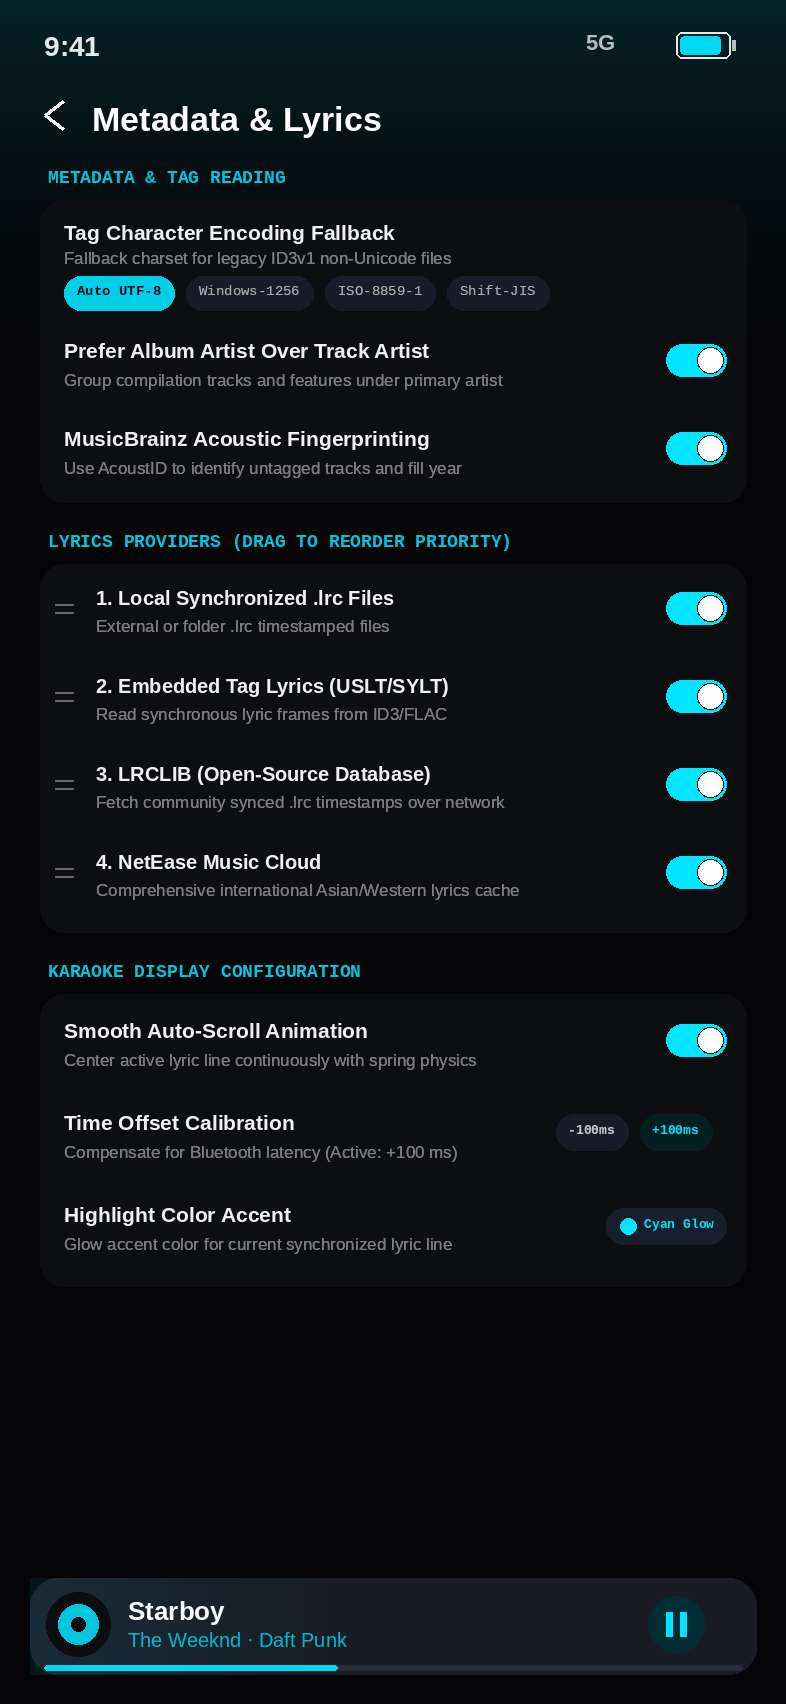 9:41
5G
Metadata & Lyrics
METADATA & TAG READING
Tag Character Encoding Fallback
Fallback charset for legacy ID3v1 non-Unicode files
Auto UTF-8
Windows-1256
ISO-8859-1
Shift-JIS
Prefer Album Artist Over Track Artist
Group compilation tracks and features under primary artist
MusicBrainz Acoustic Fingerprinting
Use AcoustID to identify untagged tracks and fill year
LYRICS PROVIDERS (DRAG TO REORDER PRIORITY)
1. Local Synchronized .lrc Files
External or folder .lrc timestamped files
2. Embedded Tag Lyrics (USLT/SYLT)
Read synchronous lyric frames from ID3/FLAC
3. LRCLIB (Open-Source Database)
Fetch community synced .lrc timestamps over network
4. NetEase Music Cloud
Comprehensive international Asian/Western lyrics cache
KARAOKE DISPLAY CONFIGURATION
Smooth Auto-Scroll Animation
Center active lyric line continuously with spring physics
Time Offset Calibration
Compensate for Bluetooth latency (Active: +100 ms)
-100ms
+100ms
Highlight Color Accent
Glow accent color for current synchronized lyric line
Cyan Glow
Starboy
The Weeknd · Daft Punk